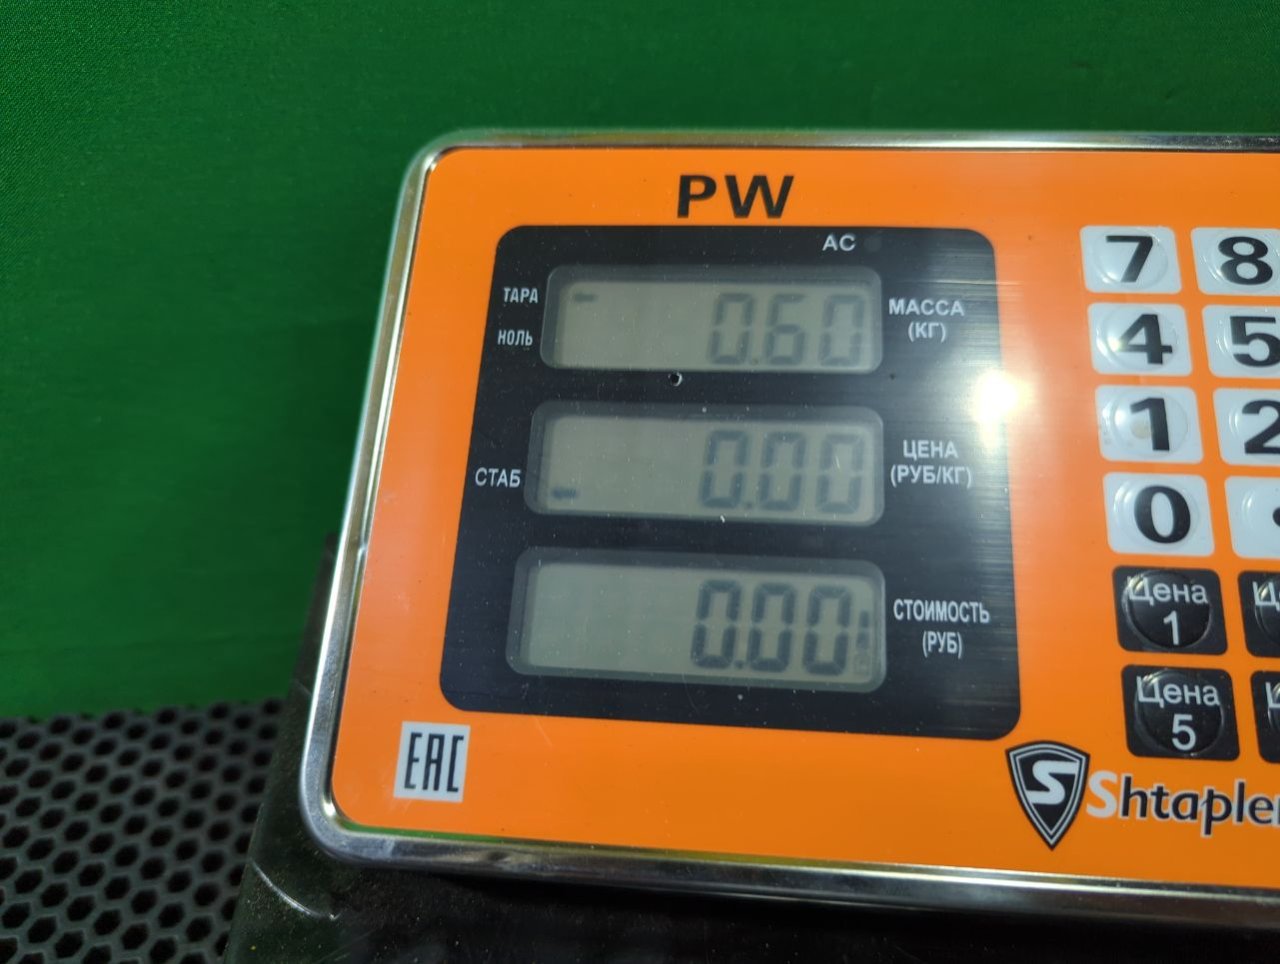 PW
AC
ТАРА
0.60
МАССА
(КГ)
НОЛЬ
0.00
ЦЕНА
(РУБ/КГ)
СТАБ
0.00
СТОИМОСТЬ
(РУБ)
EAC
7 8
4 5
1 2
0 .
Цена
1
Цена
5
Shtapler